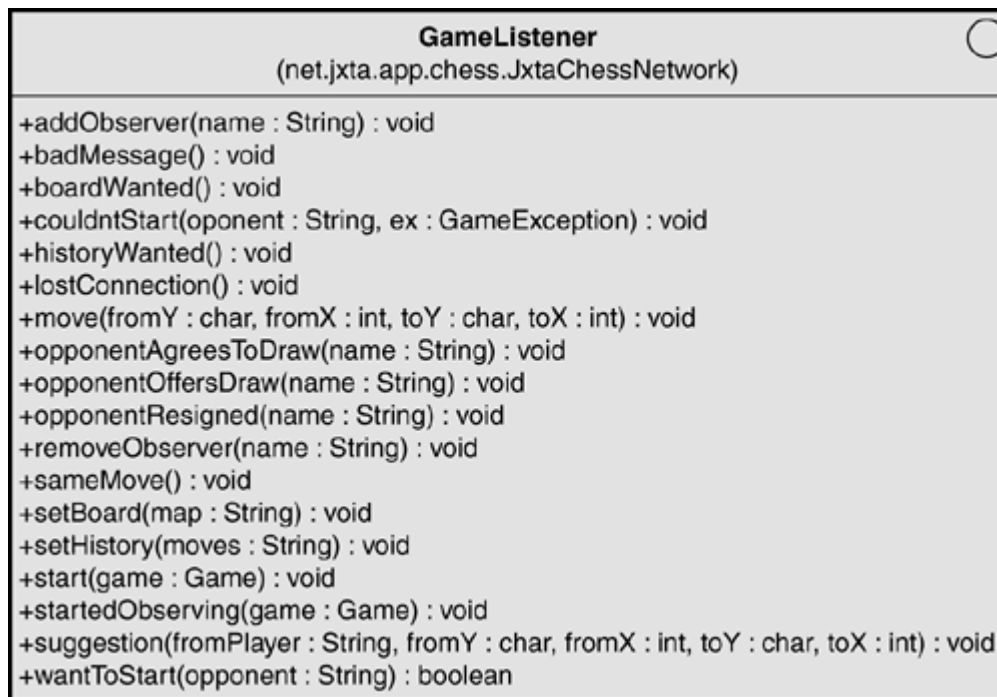 GameListener
(net.jxta.app.chess.JxtaChessNetwork)
+addObserver(name : String) : void
+badMessage() : void
+boardWanted() : void
+couldntStart(oponent : String, ex : GameException) : void
+historyWanted() : void
+lostConnection() : void
+move(fromY : char, fromX : int, toY : char, toX : int) : void
+opponentAgreesToDraw(name : String) : void
+opponentOffersDraw(name : String) : void
+opponentResigned(name : String) : void
+removeObserver(name : String) : void
+sameMove() : void
+setBoard(map : String) : void
+setHistory(moves : String) : void
+start(game : Game) : void
+startedObserving(game : Game) : void
+suggestion(fromPlayer : String, fromY : char, fromX : int, toY : char, toX : int) : void
+wantToStart(opponent : String) : boolean